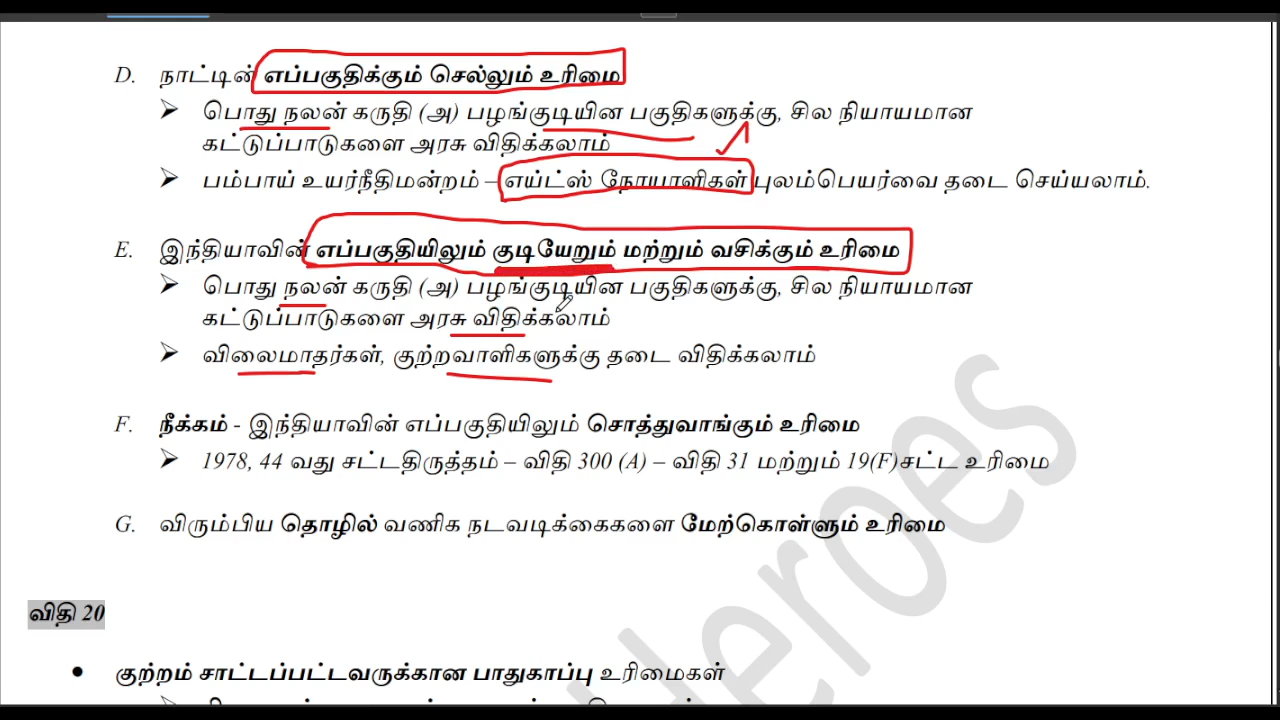 D. நாட்டின் எப்பகுதிக்கும் செல்லும் உரிமை
➢ பொது நலன் கருதி (அ) பழங்குடியின பகுதிகளுக்கு, சில நியாயமான
கட்டுப்பாடுகளை அரசு விதிக்கலாம்
➢ பம்பாய் உயர்நீதிமன்றம் – எய்ட்ஸ் நோயாளிகள் புலம்பெயர்வை தடை செய்யலாம்.
E. இந்தியாவின் எப்பகுதியிலும் குடியேறும் மற்றும் வசிக்கும் உரிமை
➢ பொது நலன் கருதி (அ) பழங்குடியின பகுதிகளுக்கு, சில நியாயமான
கட்டுப்பாடுகளை அரசு விதிக்கலாம்
➢ விலைமாதர்கள், குற்றவாளிகளுக்கு தடை விதிக்கலாம்
F. நீக்கம் - இந்தியாவின் எப்பகுதியிலும் சொத்துவாங்கும் உரிமை
➢ 1978, 44 வது சட்டதிருத்தம் – விதி 300 (A) – விதி 31 மற்றும் 19(F)சட்ட உரிமை
G. விரும்பிய தொழில் வணிக நடவடிக்கைகளை மேற்கொள்ளும் உரிமை
விதி 20
• குற்றம் சாட்டப்பட்டவருக்கான பாதுகாப்பு உரிமைகள்
Heroes